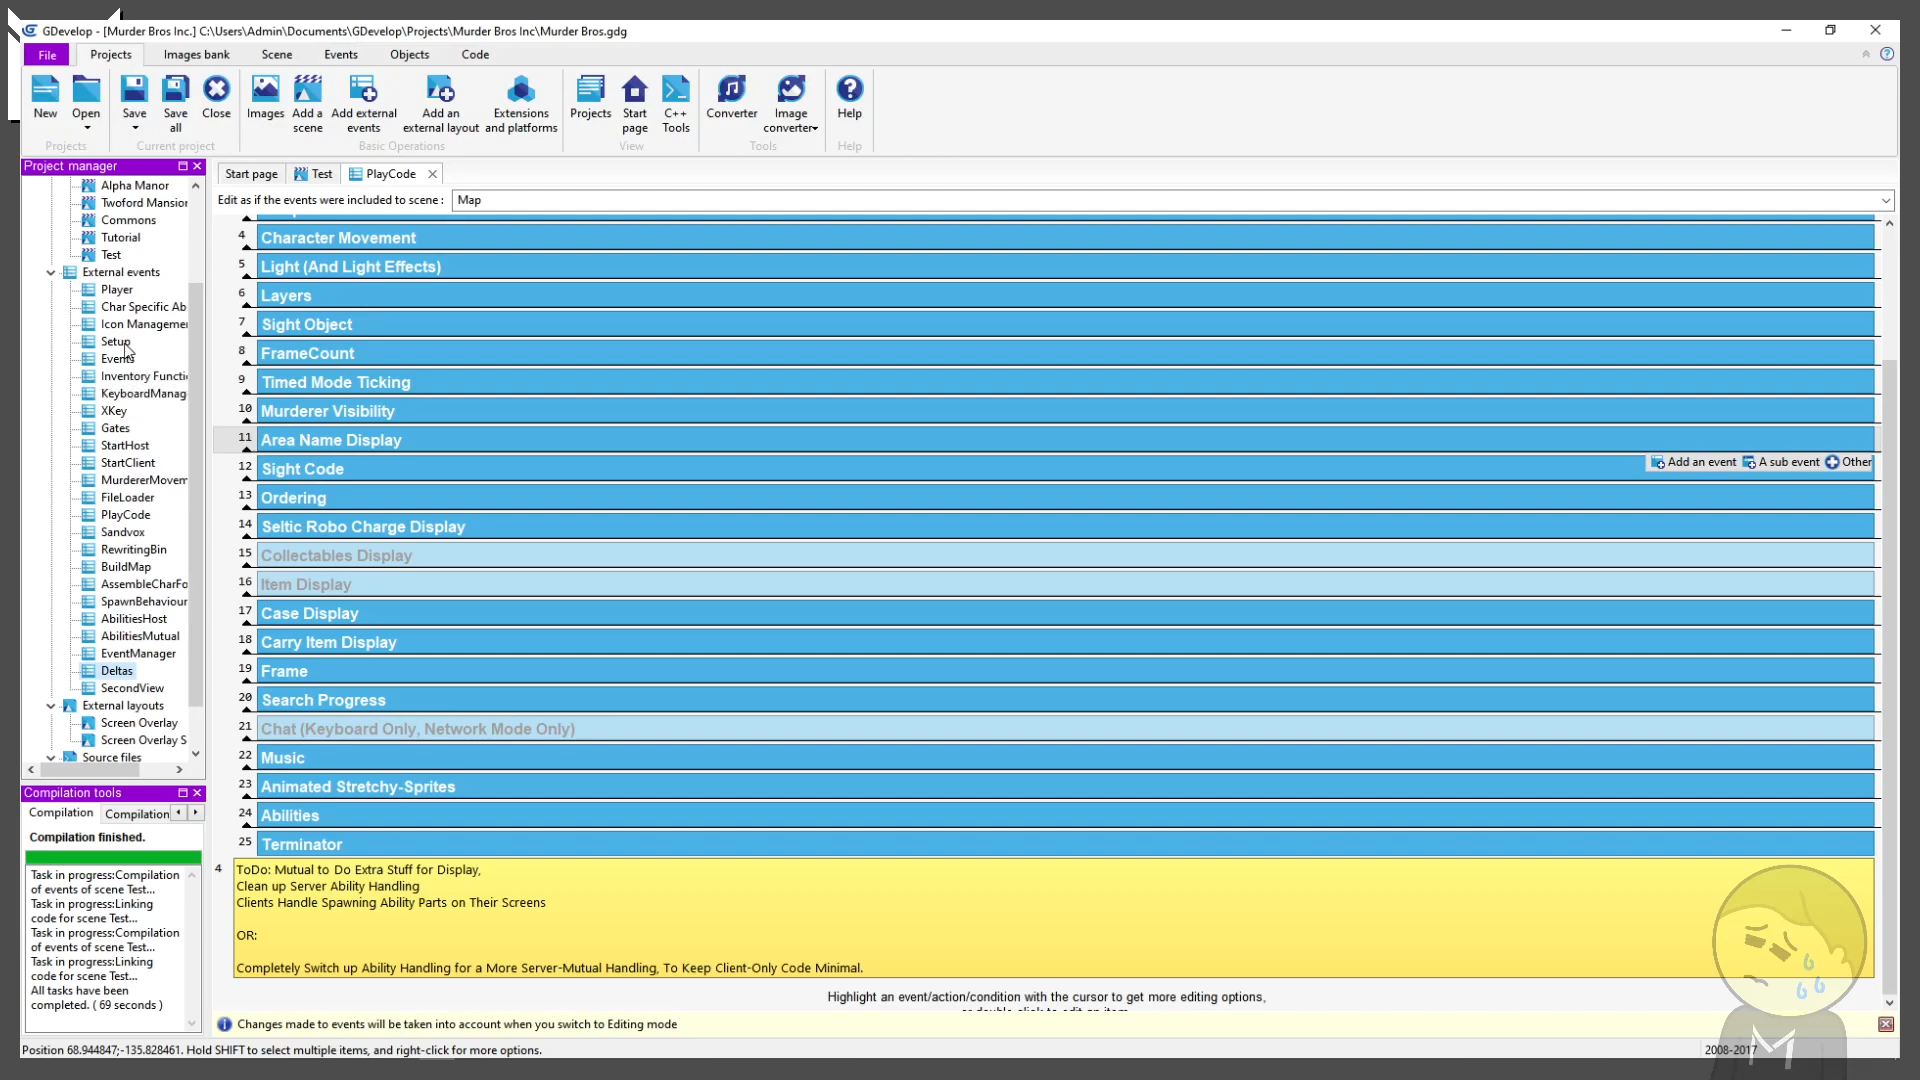 GDevelop - [Murder Bros Inc.] C:\Users\Admin\Documents\GDevelop\Projects\Murder Bros Inc\Murder Bros.gdg
File Projects Images bank Scene Events Objects Code
New Open Save Save all Close Images Add a scene Add external events Add an external layout Extensions and platforms Projects Start page C++ Tools Converter Image converter Help
Projects Current project Basic Operations View Tools Help
Project manager
Start page Test PlayCode
Edit as if the events were included to scene : Map
Alpha Manor
Twoford Mansion
Commons
Tutorial
Test
External events
Player
Char Specific Ab
Icon Managemen
Setup
Events
Inventory Functi
KeyboardManag
XKey
Gates
StartHost
StartClient
MurdererMovem
FileLoader
PlayCode
Sandvox
RewritingBin
BuildMap
AssembleCharFo
SpawnBehaviour
AbilitiesHost
AbilitiesMutual
EventManager
Deltas
SecondView
External layouts
Screen Overlay
Screen Overlay S
Source files
4 Character Movement
5 Light (And Light Effects)
6 Layers
7 Sight Object
8 FrameCount
9 Timed Mode Ticking
10 Murderer Visibility
11 Area Name Display
Add an event A sub event Other
12 Sight Code
13 Ordering
14 Seltic Robo Charge Display
15 Collectables Display
16 Item Display
17 Case Display
18 Carry Item Display
19 Frame
20 Search Progress
21 Chat (Keyboard Only, Network Mode Only)
22 Music
23 Animated Stretchy-Sprites
24 Abilities
25 Terminator
4 ToDo: Mutual to Do Extra Stuff for Display,
Clean up Server Ability Handling
Clients Handle Spawning Ability Parts on Their Screens
OR:
Completely Switch up Ability Handling for a More Server-Mutual Handling, To Keep Client-Only Code Minimal.
Highlight an event/action/condition with the cursor to get more editing options,
Changes made to events will be taken into account when you switch to Editing mode
Compilation tools
Compilation Compilation
Compilation finished.
Task in progress:Compilation
of events of scene Test...
Task in progress:Linking
code for scene Test...
Task in progress:Compilation
of events of scene Test...
Task in progress:Linking
code for scene Test...
All tasks have been
completed. ( 69 seconds )
Position 68.944847;-135.828461. Hold SHIFT to select multiple items, and right-click for more options.
2008-2017